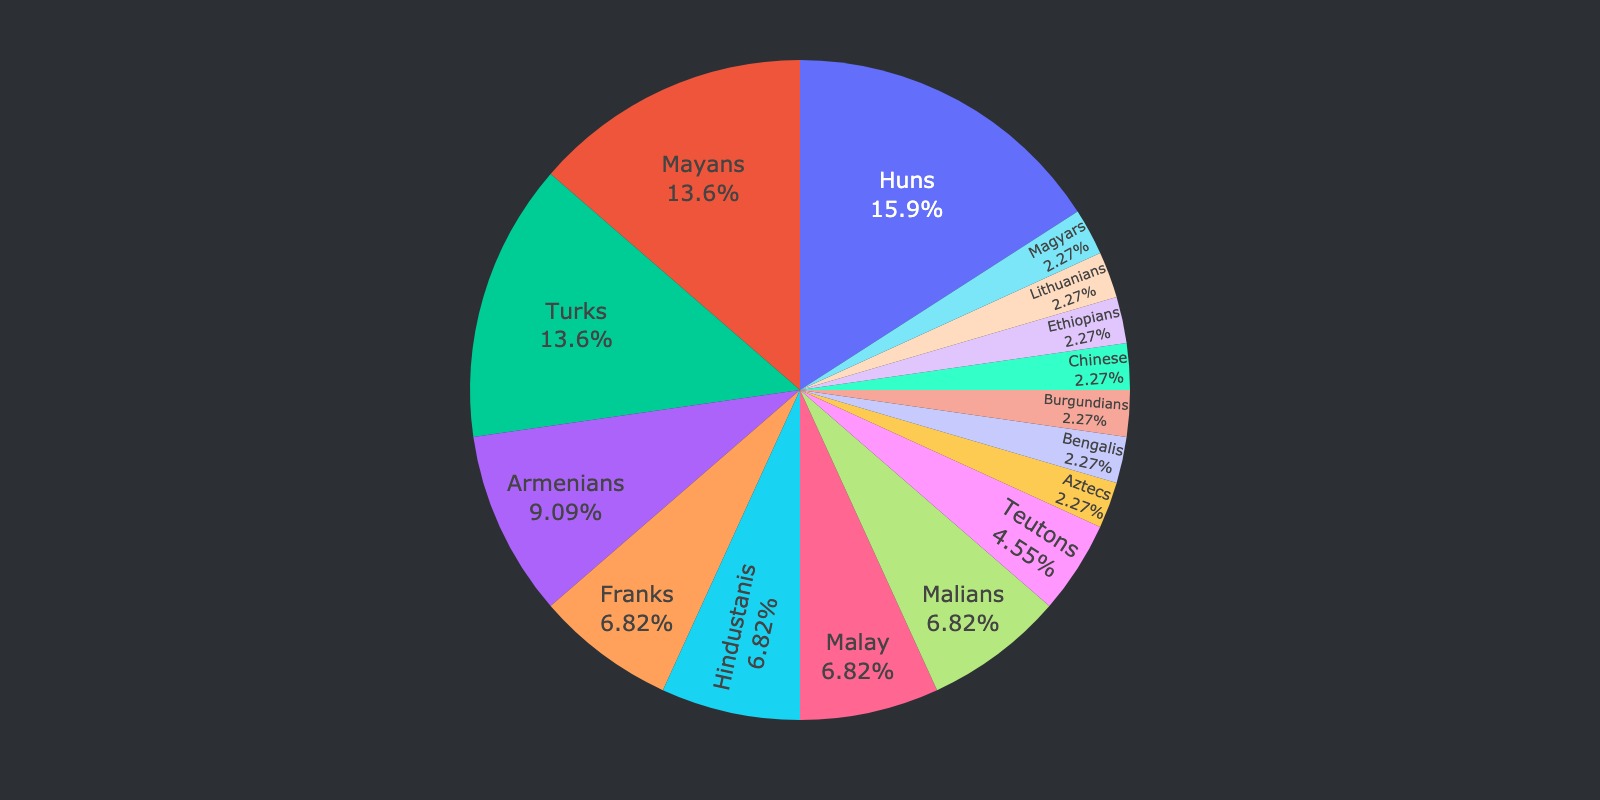 Mayans
13.6%
Huns
15.9%
Magyars
2.27%
Lithuanians
2.27%
Ethiopians
2.27%
Chinese
2.27%
Burgundians
2.27%
Bengalis
2.27%
Aztecs
2.27%
Teutons
4.55%
Malians
6.82%
Malay
6.82%
Hindustanis
6.82%
Franks
6.82%
Armenians
9.09%
Turks
13.6%